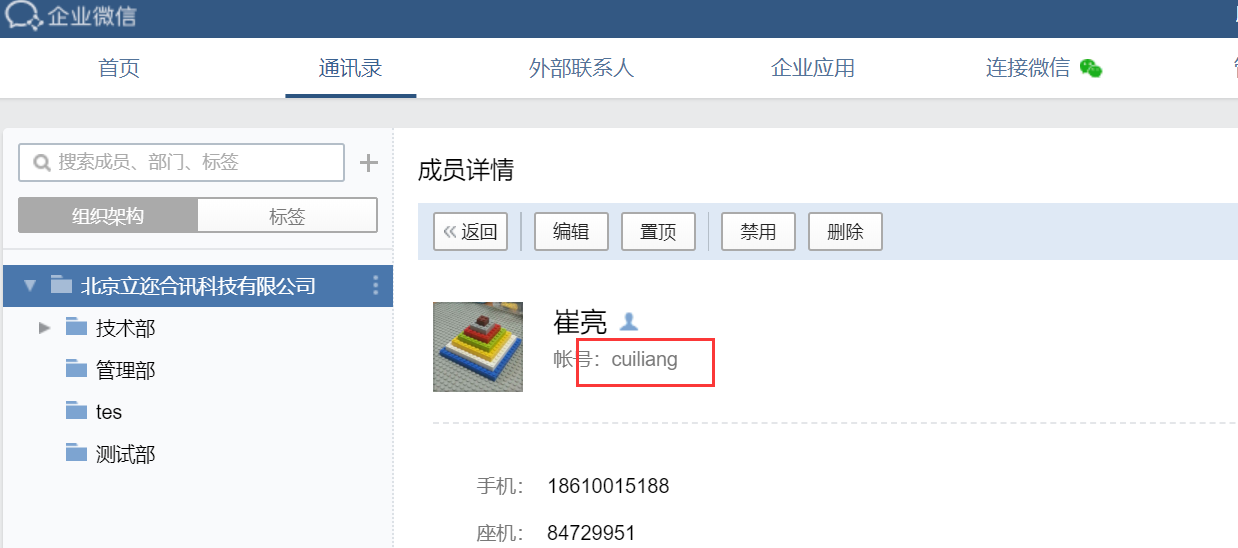 企业微信
首页 通讯录 外部联系人 企业应用 连接微信
搜索成员、部门、标签
组织架构 标签
北京立迩合讯科技有限公司
技术部
管理部
tes
测试部
成员详情
返回 编辑 置顶 禁用 删除
崔亮
帐号：cuiliang
手机： 18610015188
座机： 84729951